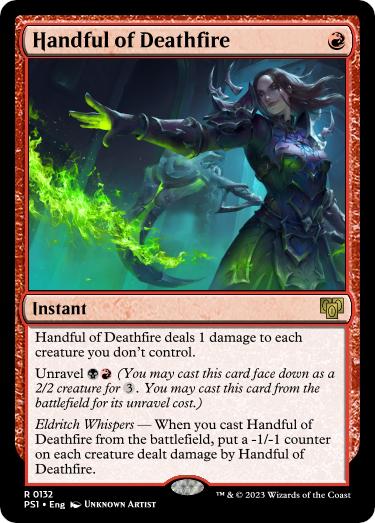 Handful of Deathfire
Instant
Handful of Deathfire deals 1 damage to each
creature you don't control.
Unravel (You may cast this card face down as a
2/2 creature for 3. You may cast this card from the
battlefield for its unravel cost.)
Eldritch Whispers — When you cast Handful of
Deathfire from the battlefield, put a -1/-1 counter
on each creature dealt damage by Handful of
Deathfire.
R 0132
PS1 • Eng Unknown Artist
™ & © 2023 Wizards of the Coast